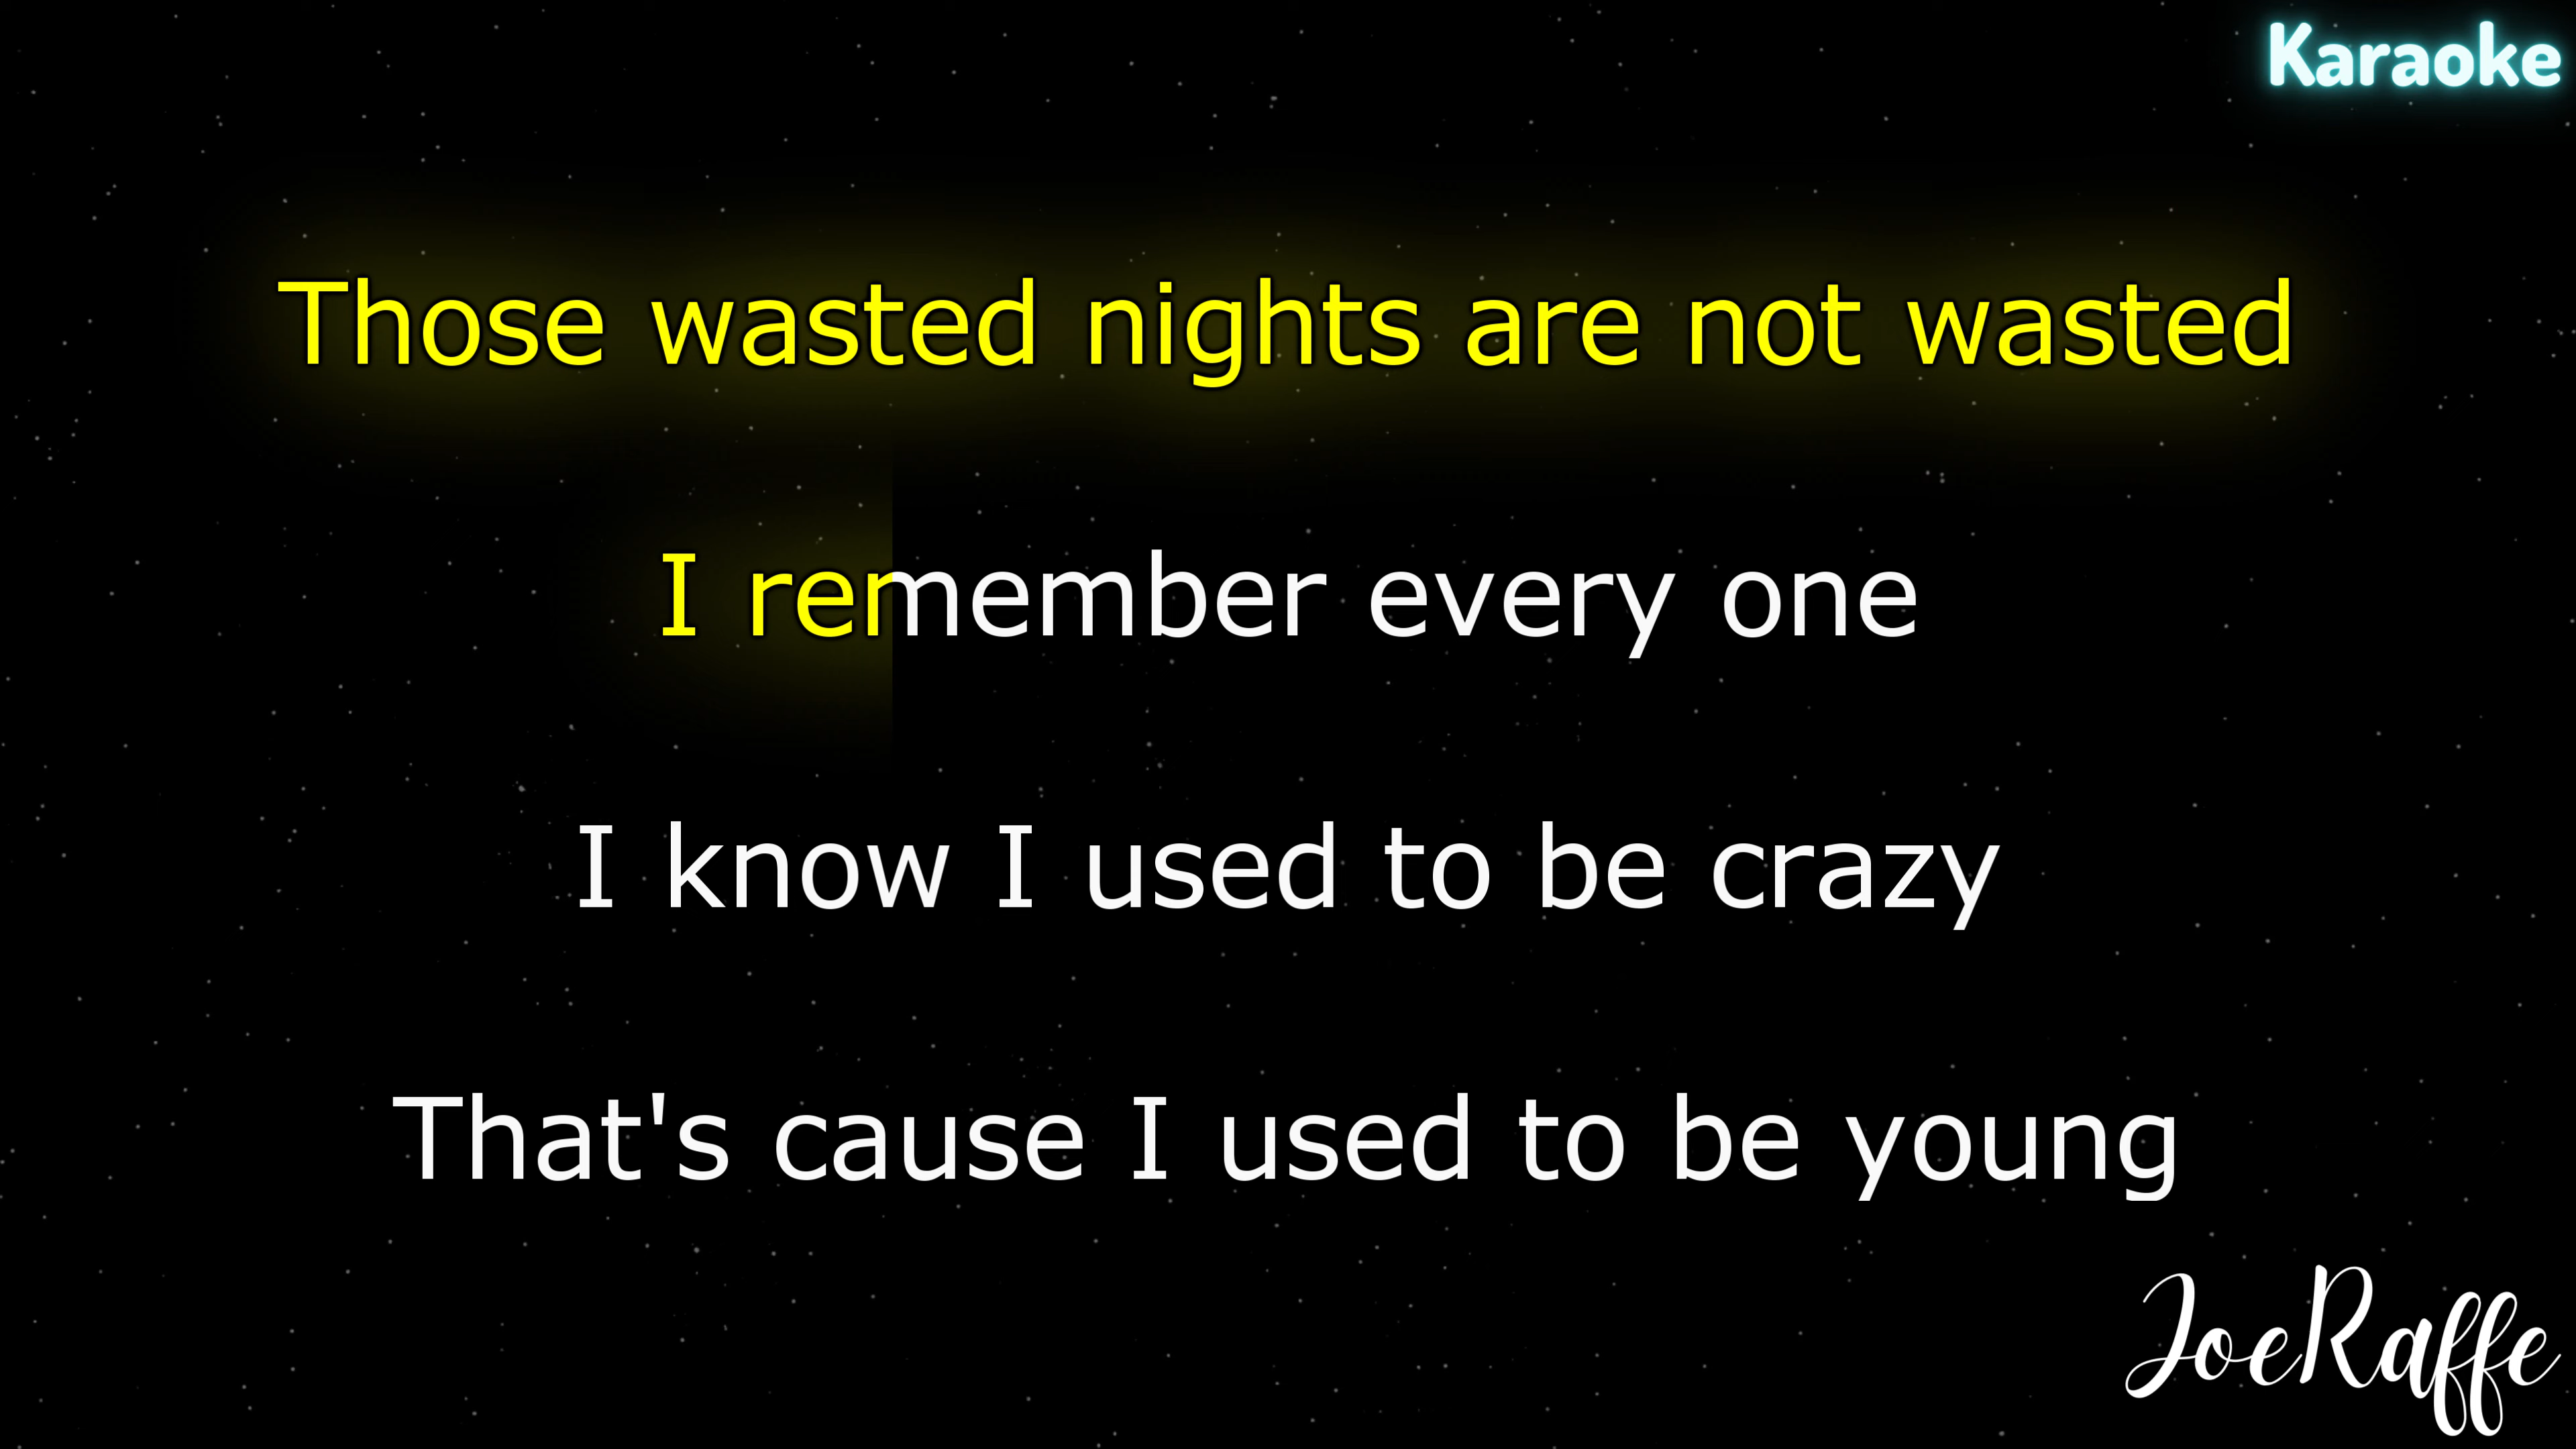 Karaoke
Those wasted nights are not wasted
I remember every one
I know I used to be crazy
That's cause I used to be young
JoeRaffe